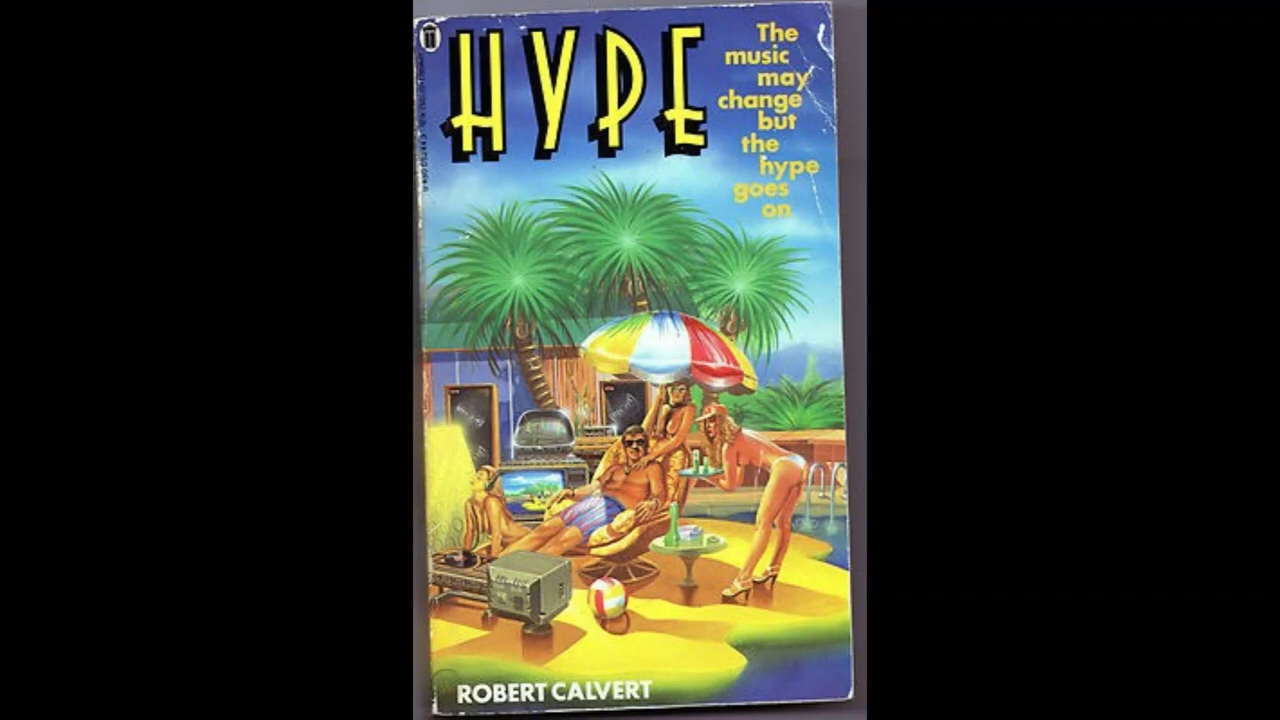 HYPE
The
music
may
change
but
the
hype
goes
on
ROBERT CALVERT